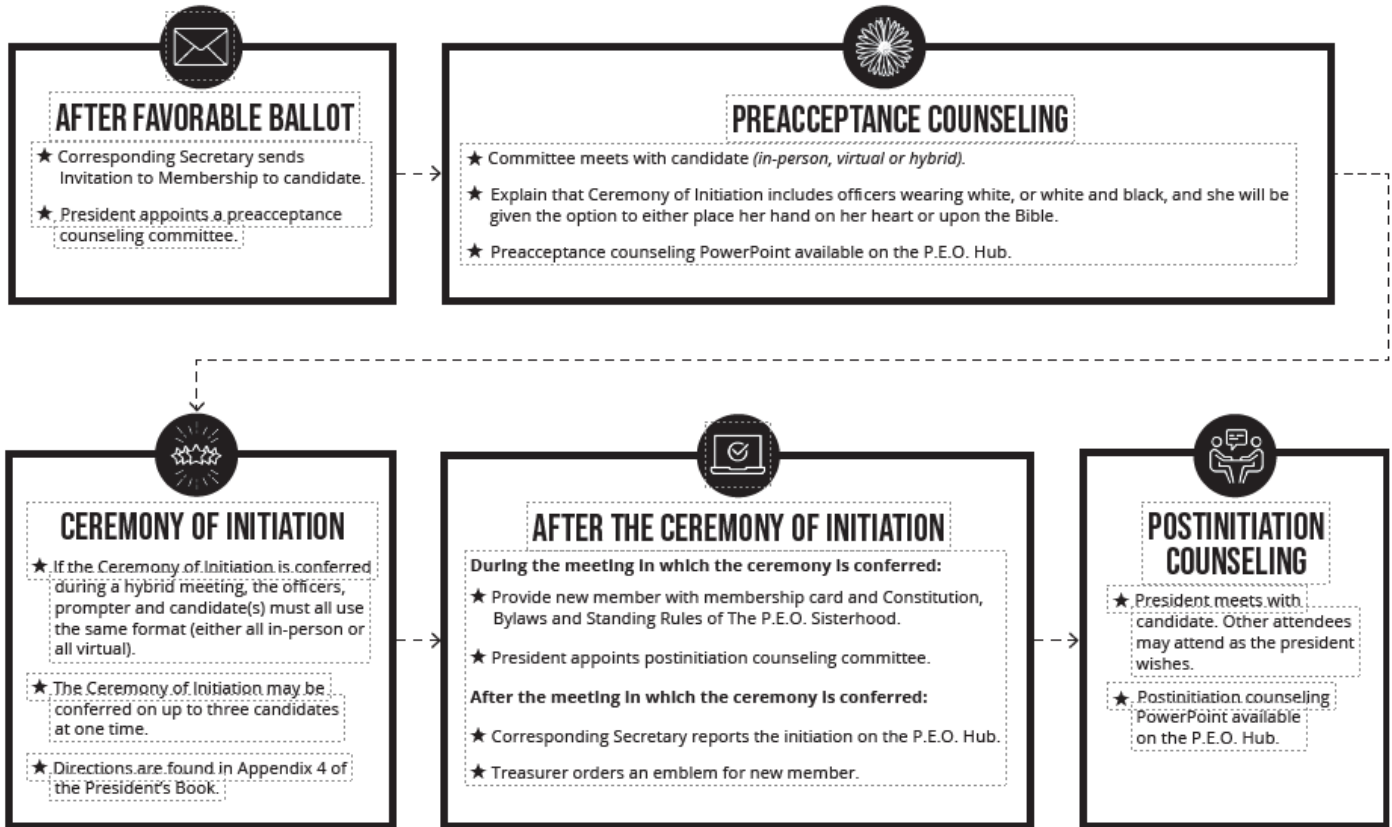 AFTER FAVORABLE BALLOT
★ Corresponding Secretary sends
Invitation to Membership to candidate.
★ President appoints a preacceptance
counseling committee.
PREACCEPTANCE COUNSELING
★ Committee meets with candidate (in-person, virtual or hybrid).
★ Explain that Ceremony of Initiation includes officers wearing white, or white and black, and she will be
given the option to either place her hand on her heart or upon the Bible.
★ Preacceptance counseling PowerPoint available on the P.E.O. Hub.
CEREMONY OF INITIATION
★ If the Ceremony of Initiation is conferred
during a hybrid meeting, the officers,
prompter and candidate(s) must all use
the same format (either all in-person or
all virtual).
★ The Ceremony of Initiation may be
conferred on up to three candidates
at one time.
★ Directions are found in Appendix 4 of
the President's Book.
AFTER THE CEREMONY OF INITIATION
During the meeting in which the ceremony is conferred:
★ Provide new member with membership card and Constitution,
Bylaws and Standing Rules of The P.E.O. Sisterhood.
★ President appoints postinitiation counseling committee.
After the meeting in which the ceremony is conferred:
★ Corresponding Secretary reports the initiation on the P.E.O. Hub.
★ Treasurer orders an emblem for new member.
POSTINITIATION
COUNSELING
★ President meets with
candidate. Other attendees
may attend as the president
wishes.
★ Postinitiation counseling
PowerPoint available
on the P.E.O. Hub.